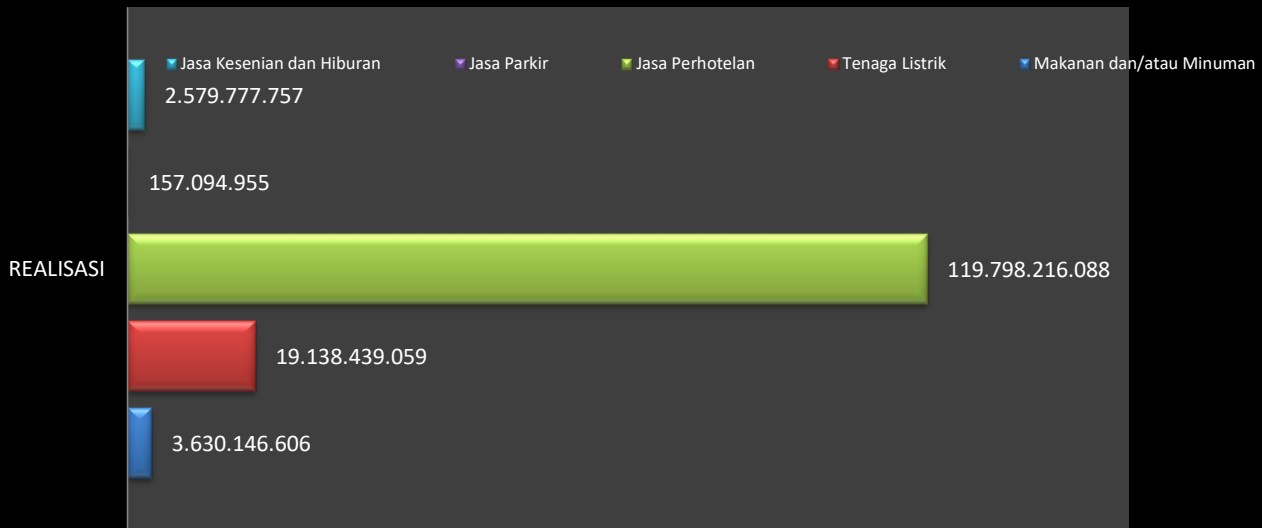 Jasa Kesenian dan Hiburan Jasa Parkir Jasa Perhotelan Tenaga Listrik Makanan dan/atau Minuman
2.579.777.757
157.094.955
REALISASI 119.798.216.088
19.138.439.059
3.630.146.606